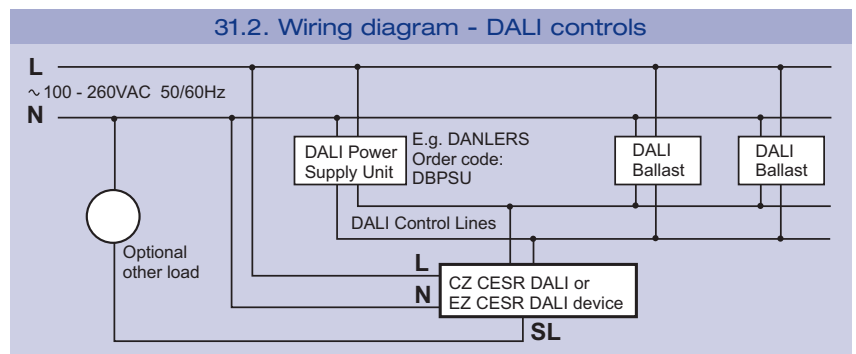 31.2. Wiring diagram - DALI controls
L
~ 100 - 260VAC 50/60Hz
N
DALI Power
Supply Unit
E.g. DANLERS
Order code:
DBPSU
DALI
Ballast
DALI
Ballast
DALI Control Lines
Optional
other load
L
N
CZ CESR DALI or
EZ CESR DALI device
SL